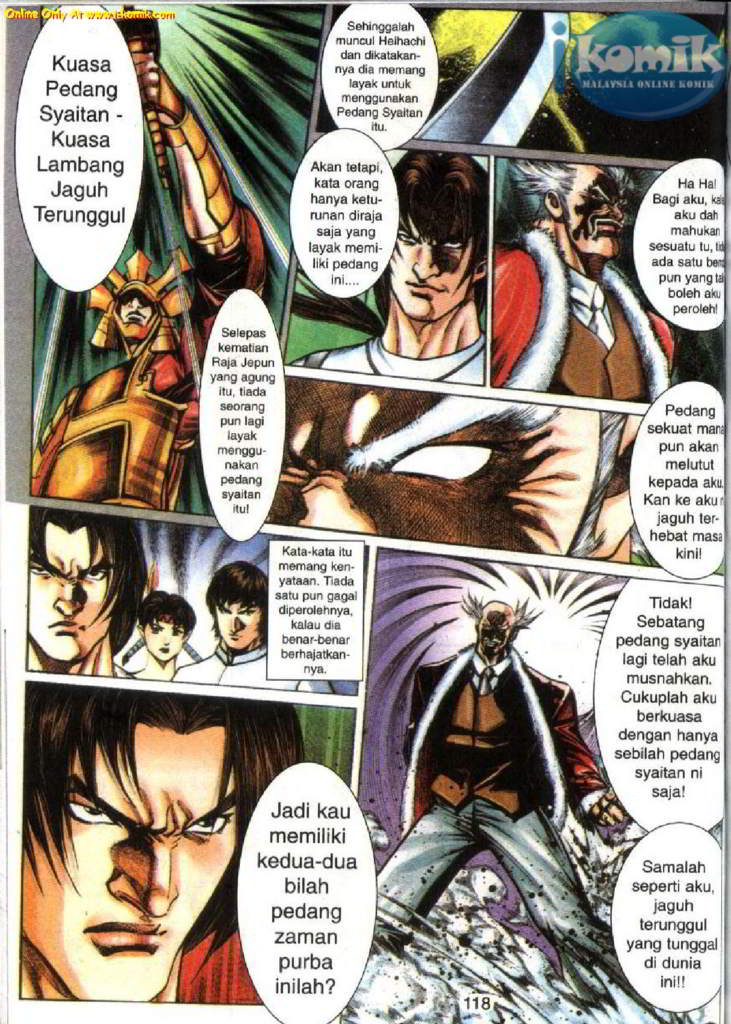 Online Only At www.i-komik.com
ikomik
MALAYSIA ONLINE KOMIK
Kuasa
Pedang
Syaitan -
Kuasa
Lambang
Jaguh
Terunggul
Sehinggalah
muncul Heihachi
dan dikatakan-
nya dia memang
layak untuk
menggunakan
Pedang Syaitan
itu.
Akan tetapi,
kata orang
hanya ketu-
runan diraja
saja yang
layak memi-
liki pedang
ini....
Ha Ha!
Bagi aku,
aku dah
mahukan
sesuatu tu,
ada satu
pun yang
boleh aku
peroleh!
Selepas
kematian
Raja Jepun
yang agung
itu, tiada
seorang
pun lagi
layak
menggu-
nakan
pedang
syaitan
itu!
Pedang
sekuat mana
pun akan
melutut
kepada aku.
Kan ke aku
jaguh ter-
hebat masa
kini!
Kata-kata itu
memang ken-
yataan. Tiada
satu pun gagal
diperolehnya,
kalau dia
benar-benar
berhajatkan-
nya.
Tidak!
Sebatang
pedang syaitan
lagi telah aku
musnahkan.
Cukuplah aku
berkuasa
dengan hanya
sebilah pedang
syaitan ni
saja!
Jadi kau
memiliki
kedua-dua
bilah
pedang
zaman
purba
inilah?
Samalah
seperti aku,
jaguh
terunggul
yang tunggal
di dunia
ini!!
118